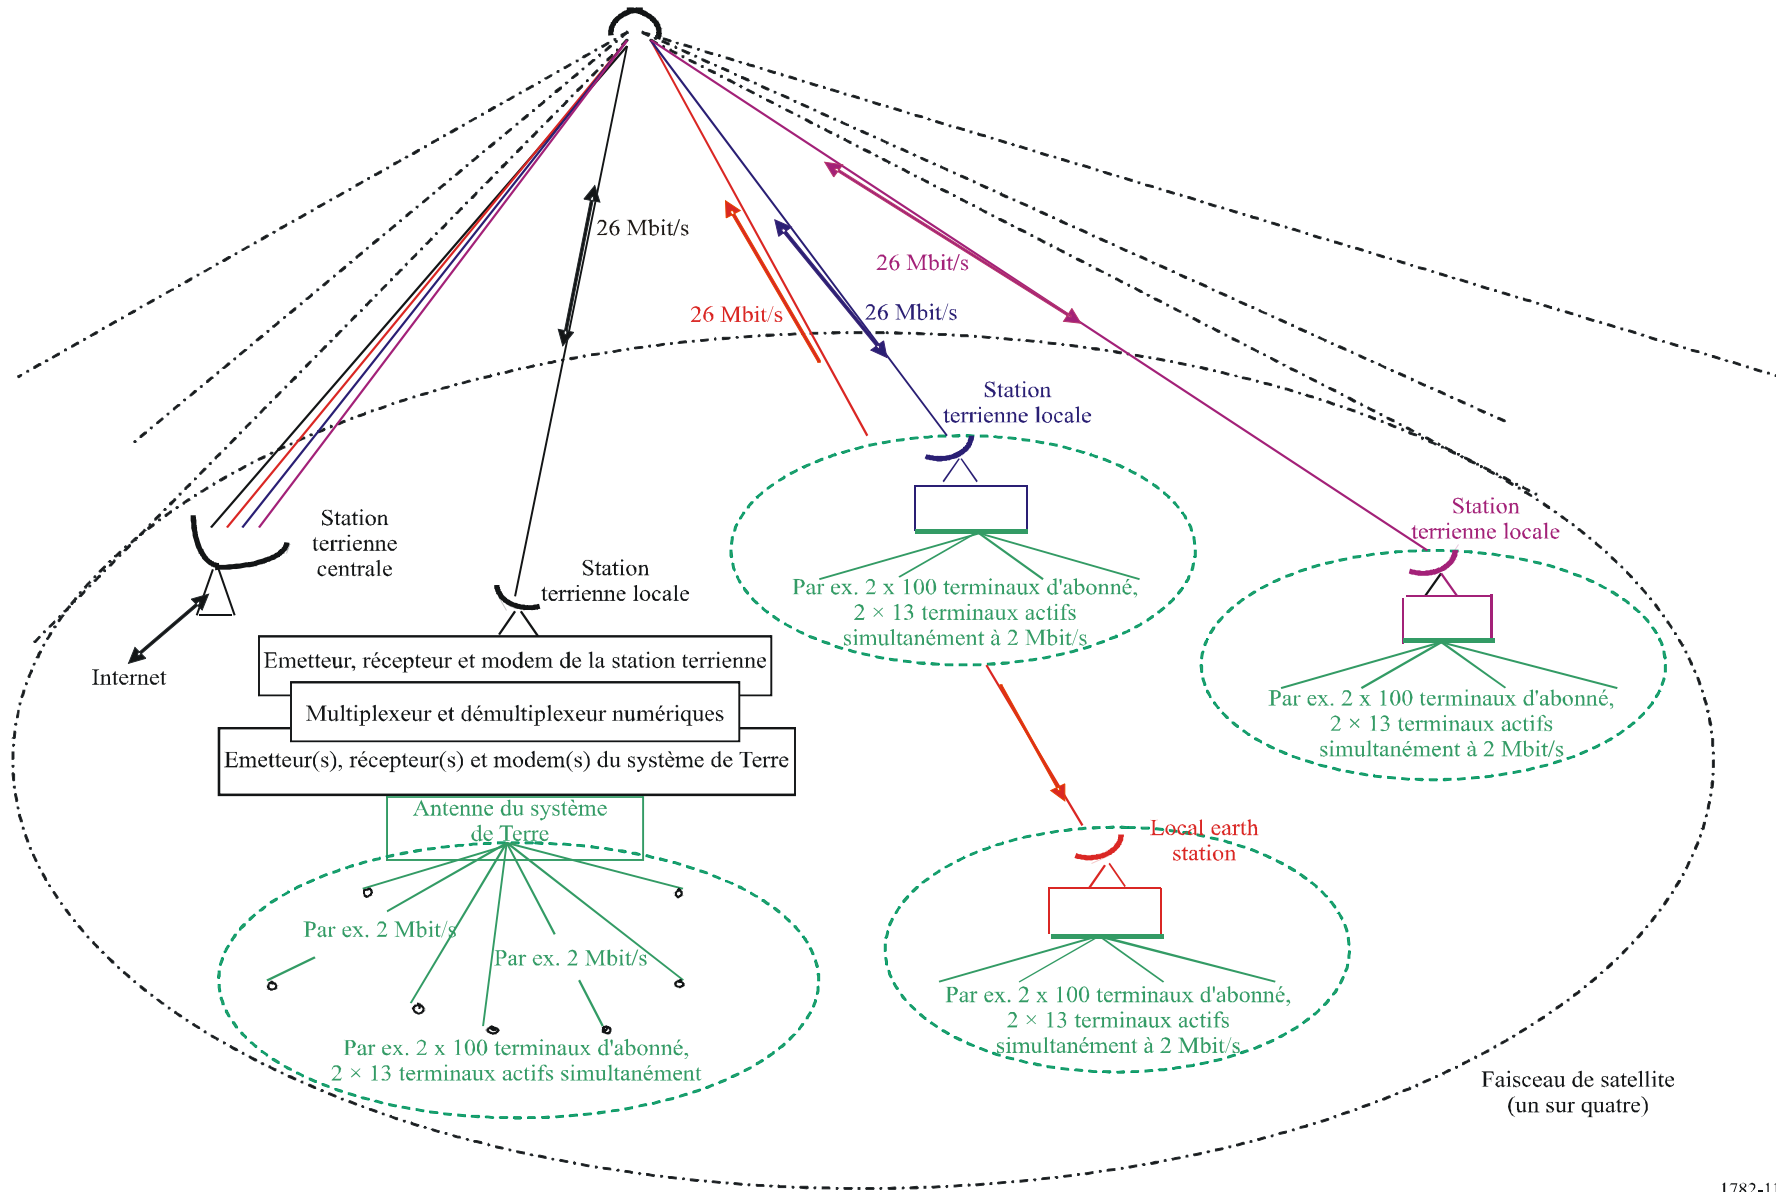 26 Mbit/s
26 Mbit/s
26 Mbit/s
26 Mbit/s
Station
terrienne locale
Station
terrienne
centrale
Internet
Station
terrienne locale
Station
terrienne locale
Par ex. 2 x 100 terminaux d'abonné,
2 × 13 terminaux actifs
simultanément à 2 Mbit/s
Par ex. 2 x 100 terminaux d'abonné,
2 × 13 terminaux actifs
simultanément à 2 Mbit/s
Emetteur, récepteur et modem de la station terrienne
Multiplexeur et démultiplexeur numériques
Emetteur(s), récepteur(s) et modem(s) du système de Terre
Antenne du système
de Terre
Par ex. 2 Mbit/s
Par ex. 2 Mbit/s
Par ex. 2 x 100 terminaux d'abonné,
2 × 13 terminaux actifs simultanément
Local earth
station
Par ex. 2 x 100 terminaux d'abonné,
2 × 13 terminaux actifs
simultanément à 2 Mbit/s
Faisceau de satellite
(un sur quatre)